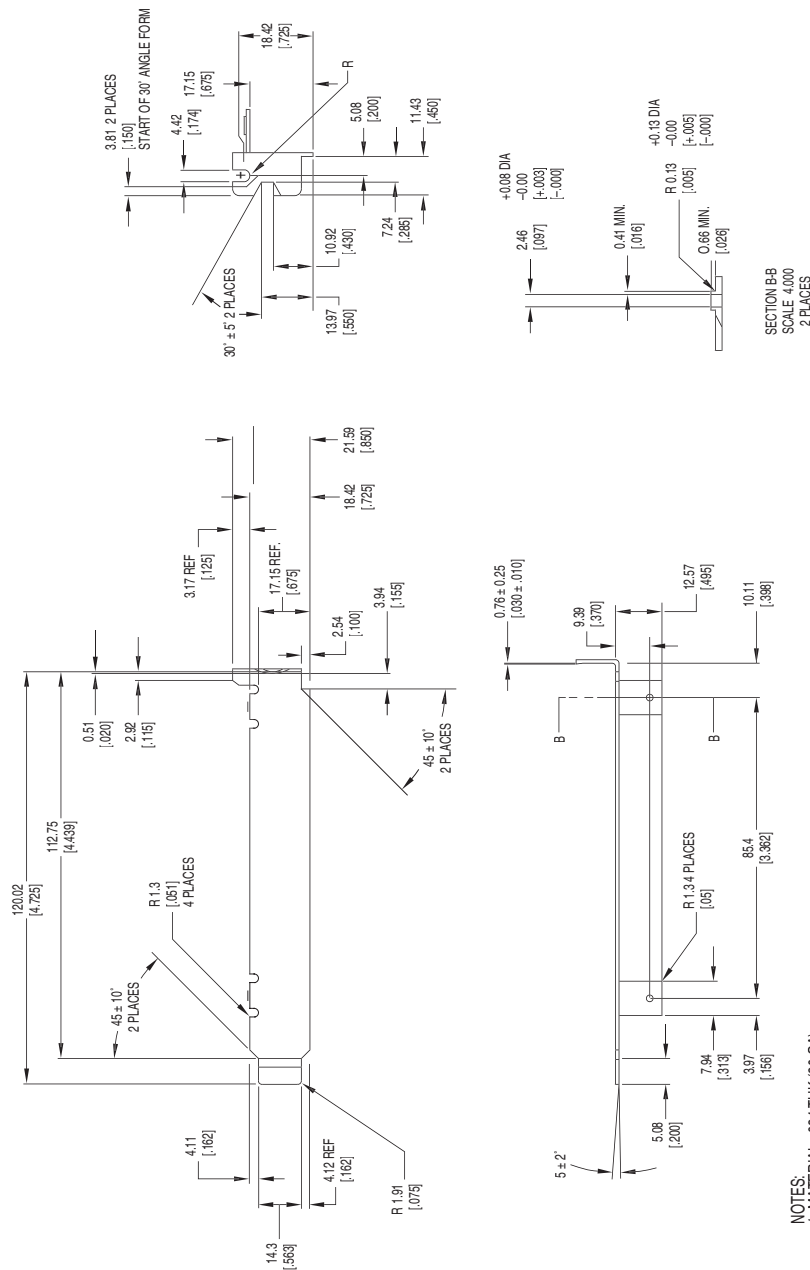 3.81 2 PLACES
[.150]
START OF 30° ANGLE FORM
4.42
[.174]
17.15
[.675]
18.42
[.725]
R
5.08
[.200]
11.43
[.450]
7.24
[.285]
10.92
[.430]
13.97
[.550]
30° ± 5° 2 PLACES
+0.08 DIA
–0.00
2.46
[+.003]
[.097]
[–.000]
0.41 MIN.
[.016]
+0.13 DIA
–0.00
R 0.13
[+.005]
[.005]
[–.000]
0.66 MIN.
[.026]
SECTION B-B
SCALE 4.000
2 PLACES
120.02
[4.725]
112.75
[4.439]
0.51
[.020]
2.92
[.115]
3.17 REF
[.125]
17.15 REF.
[.675]
21.59
[.850]
18.42
[.725]
3.94
[.155]
2.54
[.100]
45 ± 10°
2 PLACES
R 1.3
[.051]
4 PLACES
45 ± 10°
2 PLACES
4.11
[.162]
4.12 REF
[.162]
14.3
[.563]
R 1.91
[.075]
0.76 ± 0.25
[.030 ± .010]
9.39
[.370]
12.57
[.495]
10.11
[.398]
B
B
85.4
[3.362]
R 1.3 4 PLACES
[.05]
7.94
[.313]
3.97
[.156]
5.08
[.200]
5 ± 2°
NOTES: